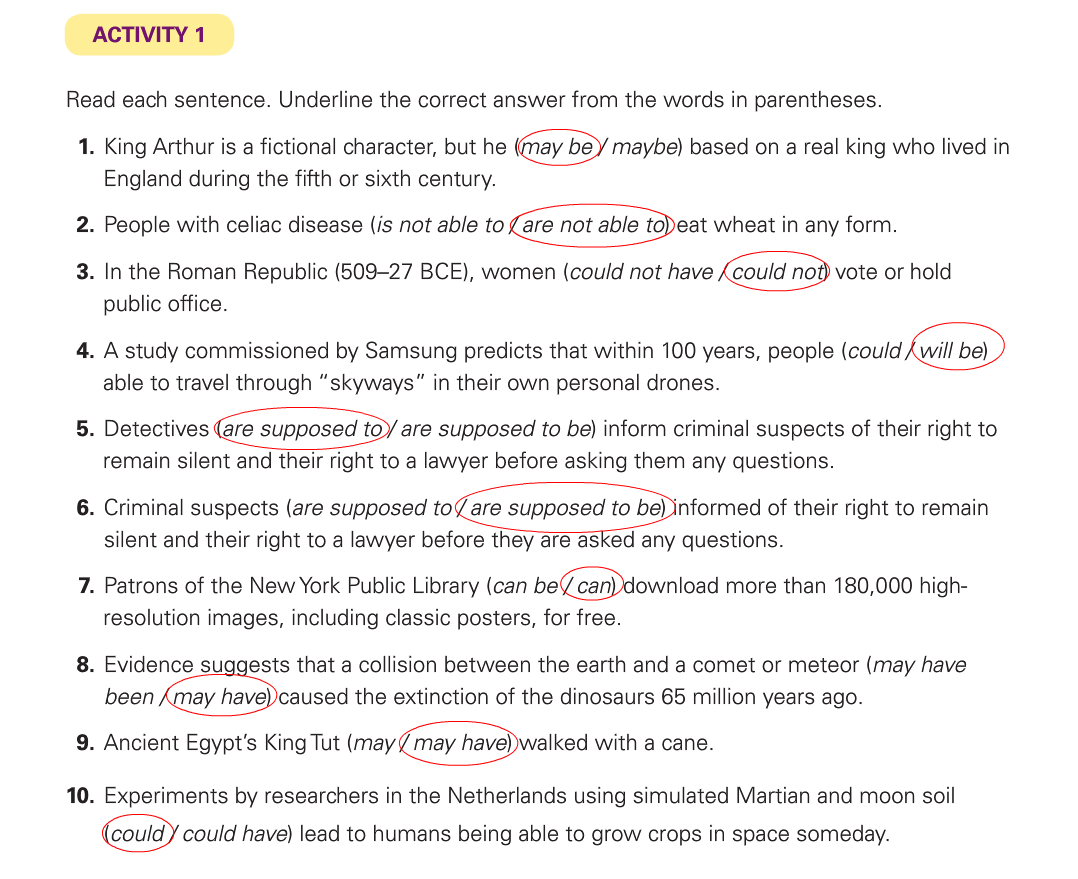 ACTIVITY 1
Read each sentence. Underline the correct answer from the words in parentheses.
1. King Arthur is a fictional character, but he (may be / maybe) based on a real king who lived in
England during the fifth or sixth century.
2. People with celiac disease (is not able to / are not able to) eat wheat in any form.
3. In the Roman Republic (509–27 BCE), women (could not have / could not) vote or hold
public office.
4. A study commissioned by Samsung predicts that within 100 years, people (could / will be)
able to travel through “skyways” in their own personal drones.
5. Detectives (are supposed to / are supposed to be) inform criminal suspects of their right to
remain silent and their right to a lawyer before asking them any questions.
6. Criminal suspects (are supposed to / are supposed to be) informed of their right to remain
silent and their right to a lawyer before they are asked any questions.
7. Patrons of the New York Public Library (can be / can) download more than 180,000 high-
resolution images, including classic posters, for free.
8. Evidence suggests that a collision between the earth and a comet or meteor (may have
been / may have) caused the extinction of the dinosaurs 65 million years ago.
9. Ancient Egypt’s King Tut (may / may have) walked with a cane.
10. Experiments by researchers in the Netherlands using simulated Martian and moon soil
(could / could have) lead to humans being able to grow crops in space someday.